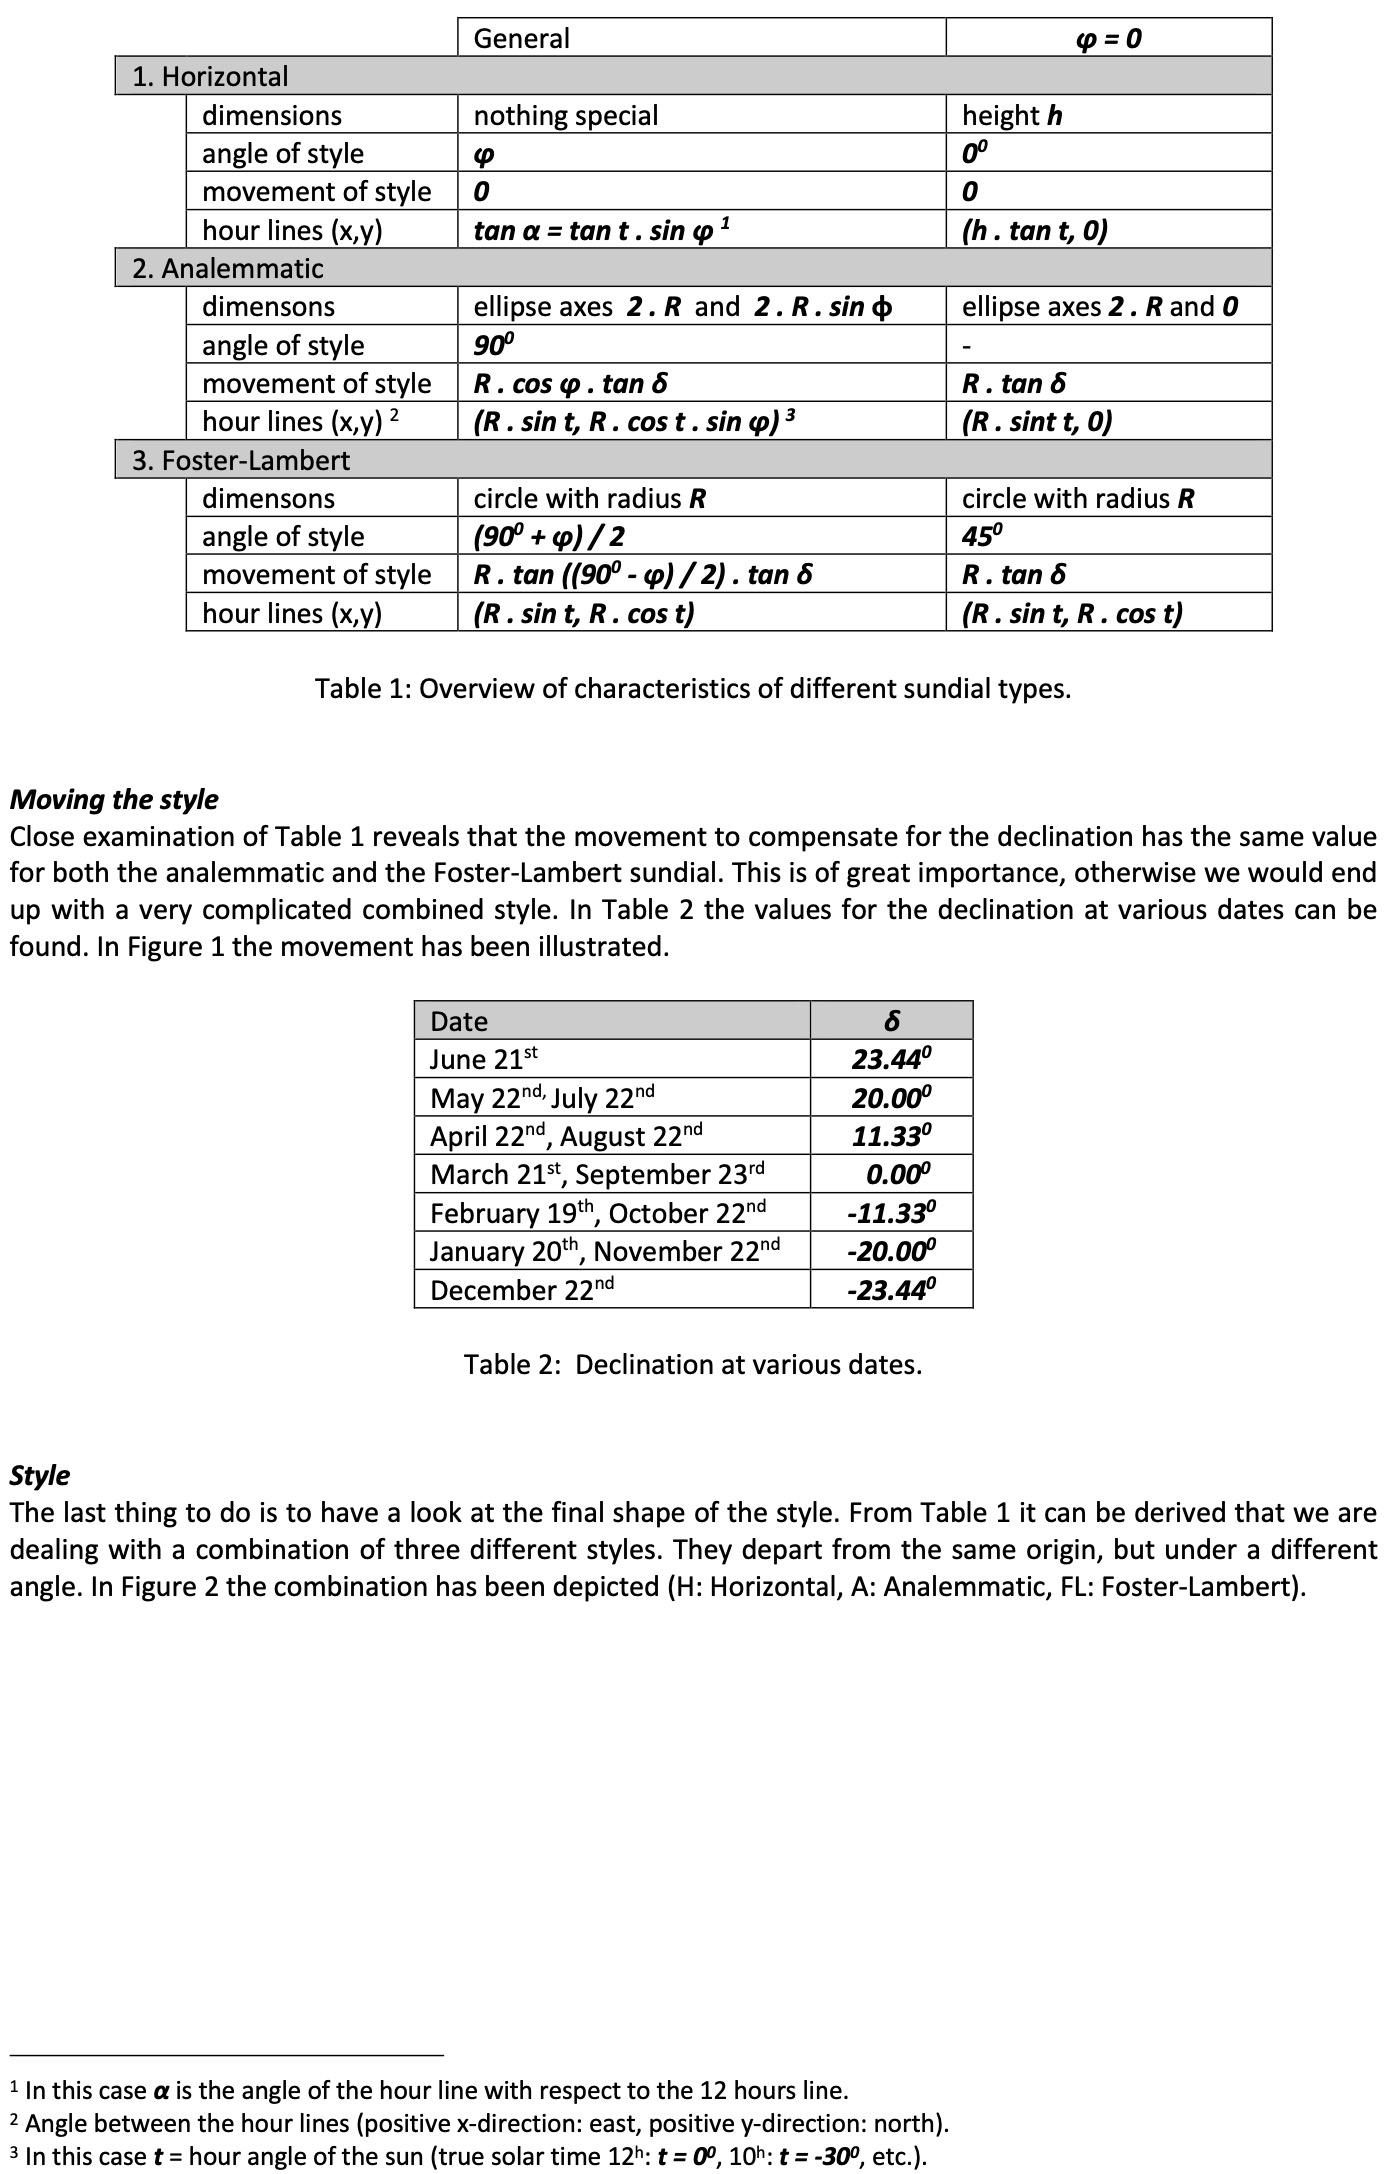 General φ = 0
1. Horizontal
dimensions nothing special height h
angle of style φ 0⁰
movement of style 0 0
hour lines (x,y) tan α = tan t . sin φ ¹ (h . tan t, 0)
2. Analemmatic
dimensons ellipse axes 2 . R and 2 . R . sin ϕ ellipse axes 2 . R and 0
angle of style 90⁰ -
movement of style R . cos φ . tan δ R . tan δ
hour lines (x,y) ² (R . sin t, R . cos t . sin φ) ³ (R . sint t, 0)
3. Foster-Lambert
dimensons circle with radius R circle with radius R
angle of style (90⁰ + φ) / 2 45⁰
movement of style R . tan ((90⁰ - φ) / 2) . tan δ R . tan δ
hour lines (x,y) (R . sin t, R . cos t) (R . sin t, R . cos t)
Table 1: Overview of characteristics of different sundial types.
Moving the style
Close examination of Table 1 reveals that the movement to compensate for the declination has the same value
for both the analemmatic and the Foster-Lambert sundial. This is of great importance, otherwise we would end
up with a very complicated combined style. In Table 2 the values for the declination at various dates can be
found. In Figure 1 the movement has been illustrated.
Date δ
June 21st 23.44⁰
May 22nd, July 22nd 20.00⁰
April 22nd, August 22nd 11.33⁰
March 21st, September 23rd 0.00⁰
February 19th, October 22nd -11.33⁰
January 20th, November 22nd -20.00⁰
December 22nd -23.44⁰
Table 2: Declination at various dates.
Style
The last thing to do is to have a look at the final shape of the style. From Table 1 it can be derived that we are
dealing with a combination of three different styles. They depart from the same origin, but under a different
angle. In Figure 2 the combination has been depicted (H: Horizontal, A: Analemmatic, FL: Foster-Lambert).
¹ In this case α is the angle of the hour line with respect to the 12 hours line.
² Angle between the hour lines (positive x-direction: east, positive y-direction: north).
³ In this case t = hour angle of the sun (true solar time 12ʰ: t = 0⁰, 10ʰ: t = -30⁰, etc.).